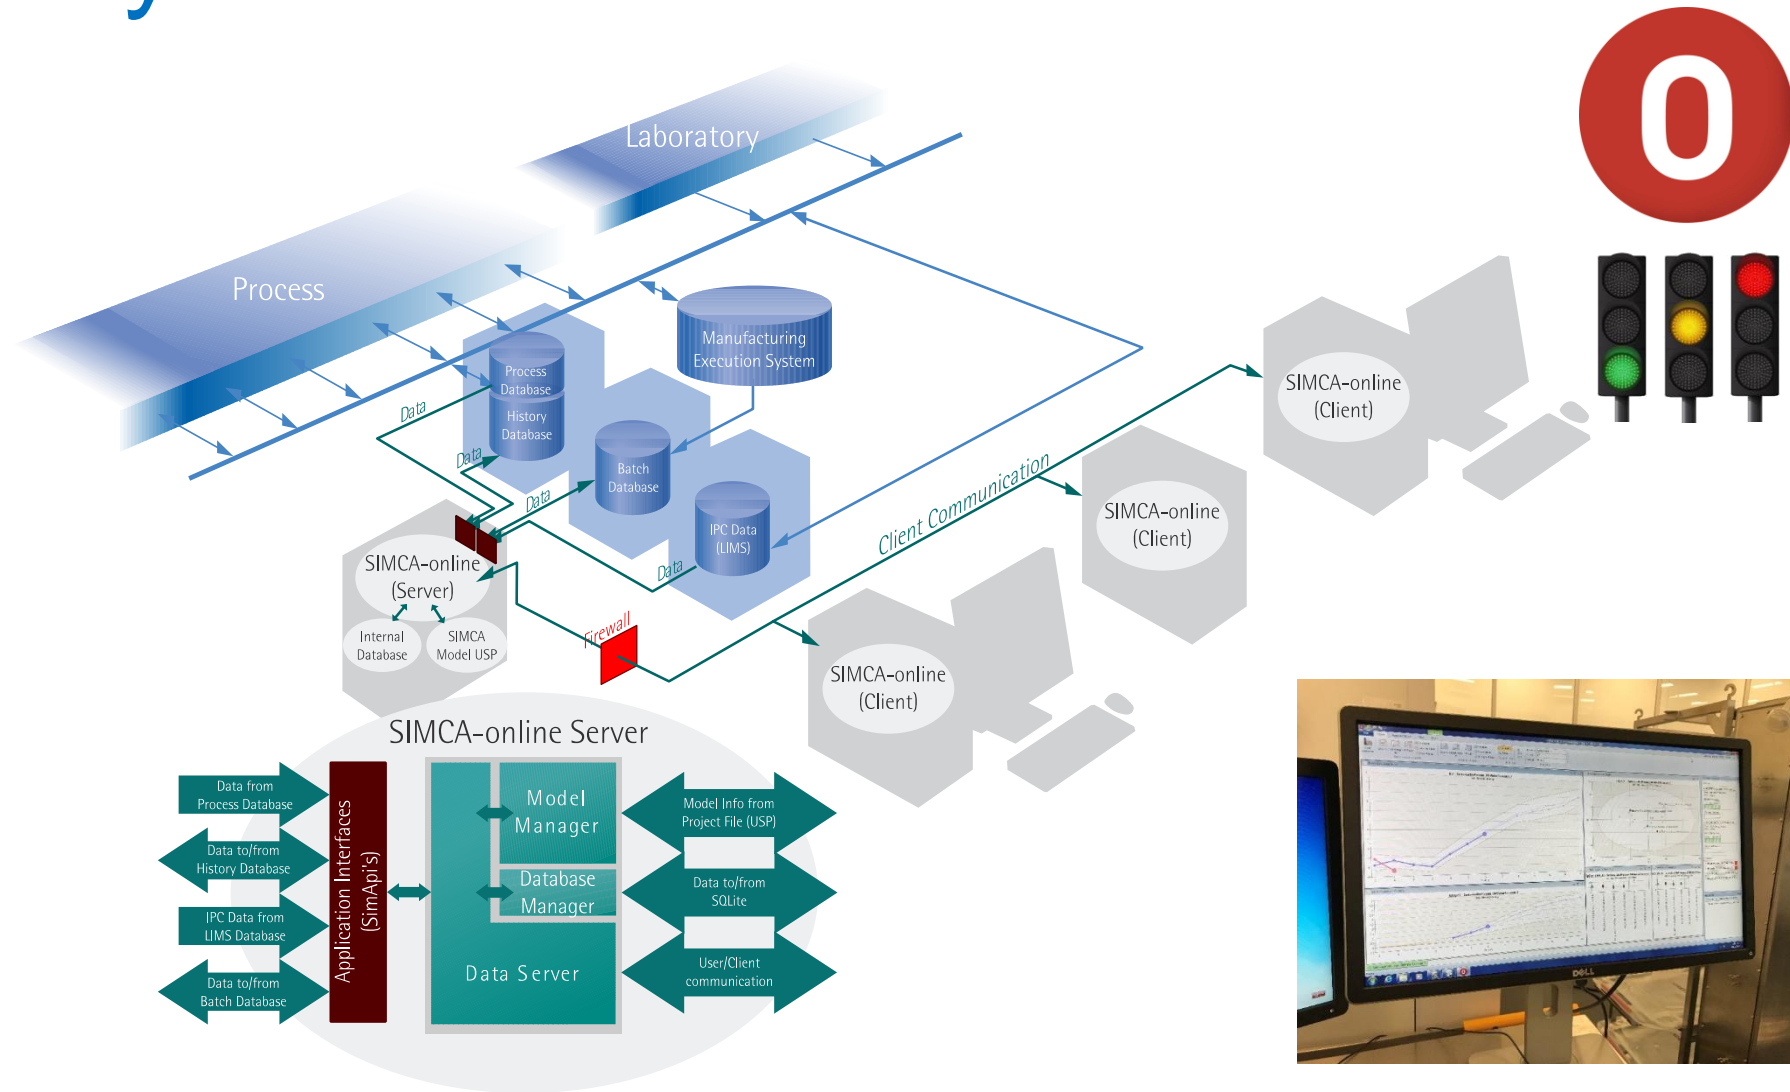 y
Laboratory
Process
Manufacturing
Execution System
Process
Database
History
Database
Data
Data
Data
Data
Batch
Database
IPC Data
(LIMS)
SIMCA-online
(Server)
Internal
Database
SIMCA
Model USP
Firewall
Client Communication
SIMCA-online
(Client)
SIMCA-online
(Client)
SIMCA-online
(Client)
O
SIMCA-online Server
Data from
Process Database
Data to/from
History Database
IPC Data from
LIMS Database
Data to/from
Batch Database
Application Interfaces
(SimApi's)
Model
Manager
Database
Manager
Data Server
Model Info from
Project File (USP)
Data to/from
SQLite
User/Client
communication
DELL